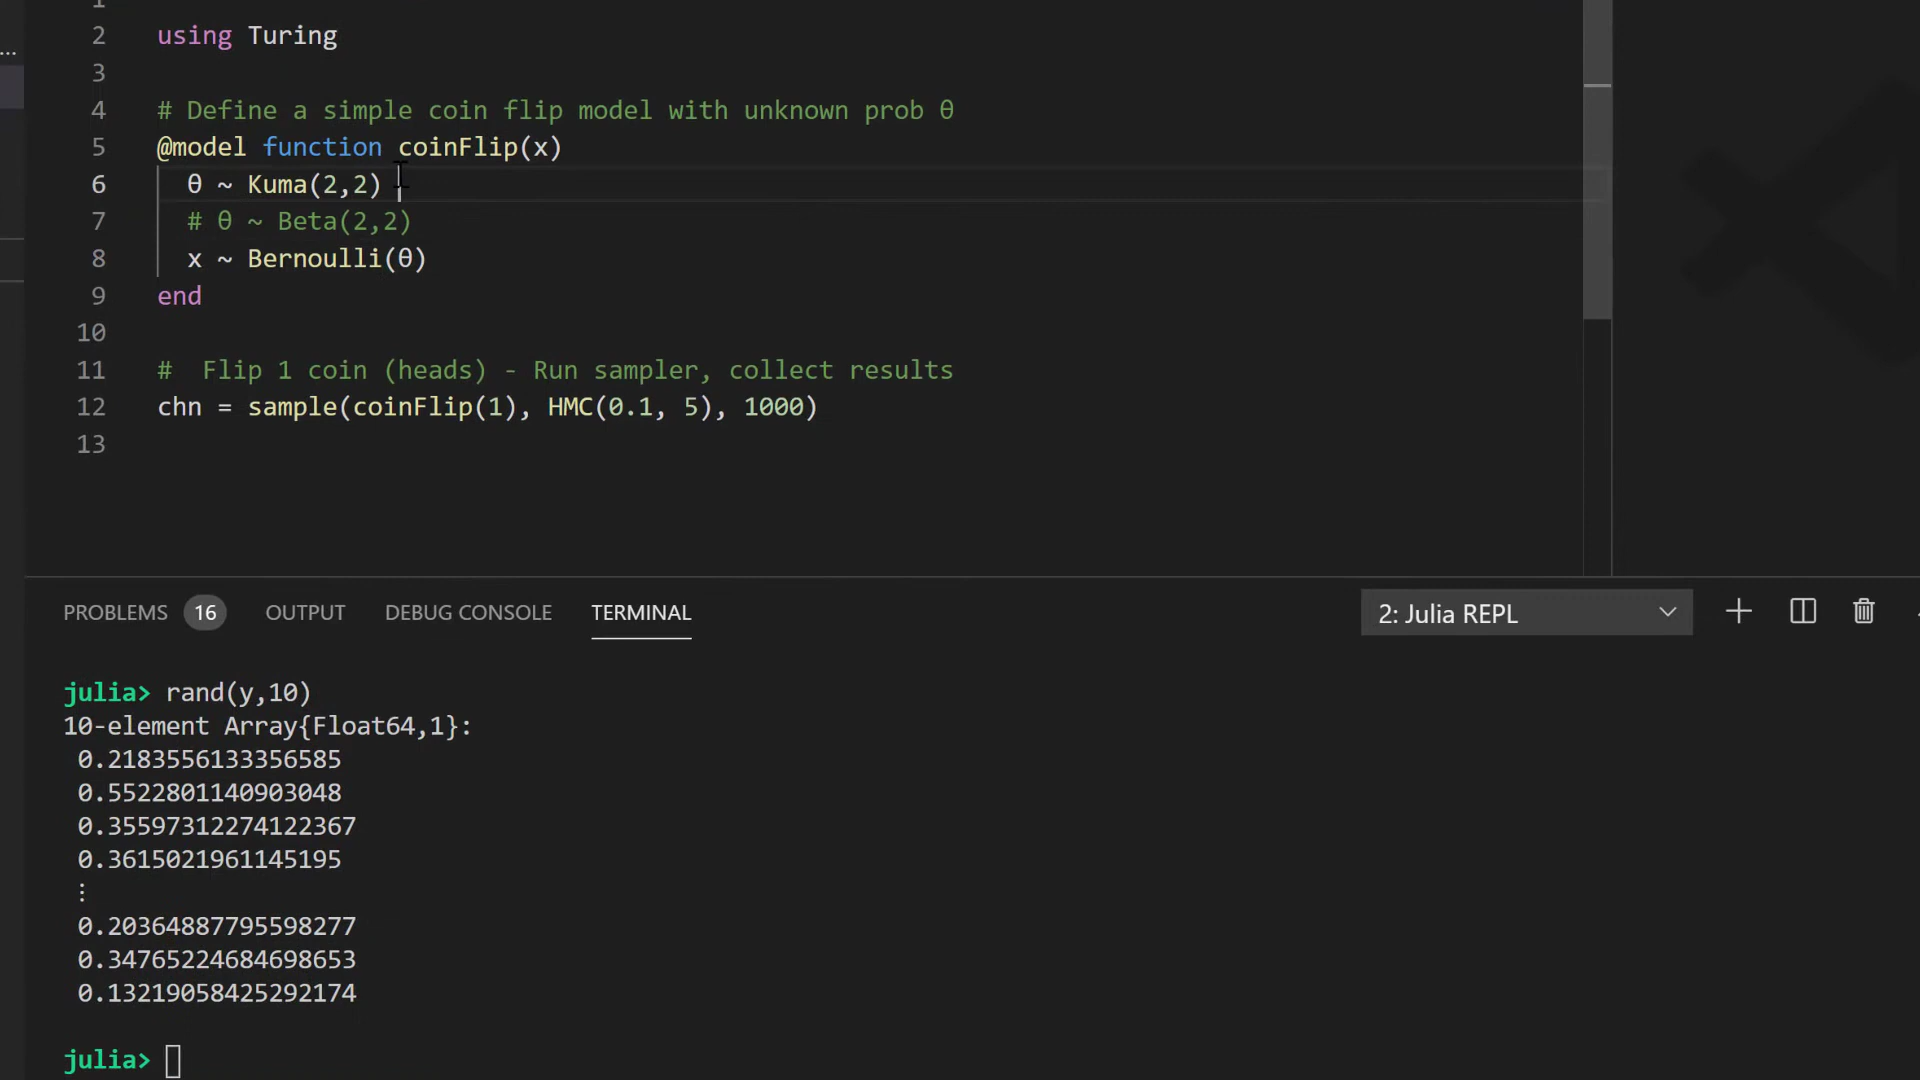 1
2 using Turing
3
4 # Define a simple coin flip model with unknown prob θ
5 @model function coinFlip(x)
6 θ ~ Kuma(2,2)
7 # θ ~ Beta(2,2)
8 x ~ Bernoulli(θ)
9 end
10
11 #  Flip 1 coin (heads) - Run sampler, collect results
12 chn = sample(coinFlip(1), HMC(0.1, 5), 1000)
13
PROBLEMS 16 OUTPUT DEBUG CONSOLE TERMINAL 2: Julia REPL
julia> rand(y,10)
10-element Array{Float64,1}:
0.2183556133356585
0.5522801140903048
0.35597312274122367
0.3615021961145195
⋮
0.20364887795598277
0.34765224684698653
0.13219058425292174
julia>